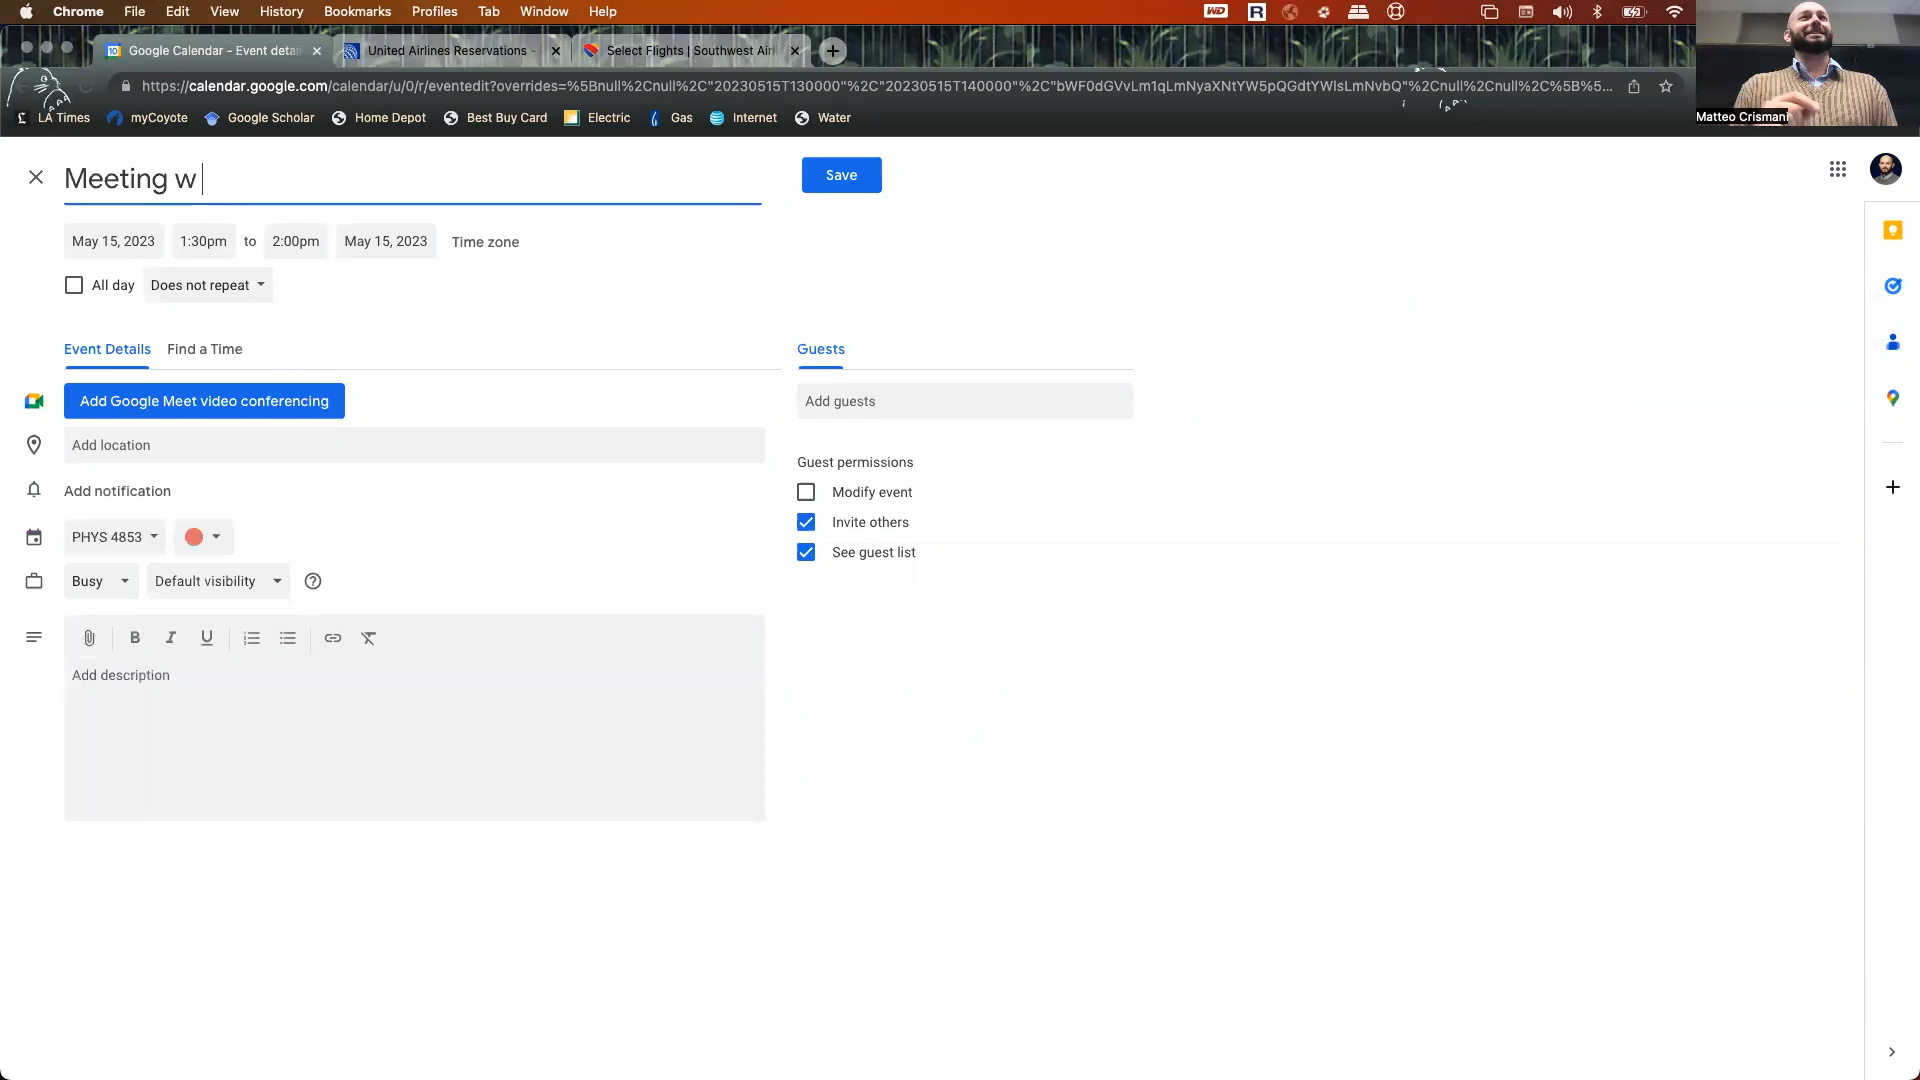 Chrome File Edit View History Bookmarks Profiles Tab Window Help
WD R
Google Calendar - Event detai
United Airlines Reservations -
Select Flights | Southwest Airl
https://calendar.google.com/calendar/u/0/r/eventedit?overrides=%5Bnull%2Cnull%2C"20230515T130000"%2C"20230515T140000"%2C"bWF0dGVvLm1qLmNyaXNtYW5pQGdtYWlsLmNvbQ"%2Cnull%2Cnull%2C%5B%5...
LA Times myCoyote Google Scholar Home Depot Best Buy Card Electric Gas Internet Water
Matteo Crismani
Meeting w
Save
May 15, 2023 1:30pm to 2:00pm May 15, 2023 Time zone
All day Does not repeat
Event Details Find a Time
Guests
Add Google Meet video conferencing
Add guests
Add location
Guest permissions
Add notification
Modify event
Invite others
PHYS 4853
See guest list
Busy Default visibility
B I U
Add description